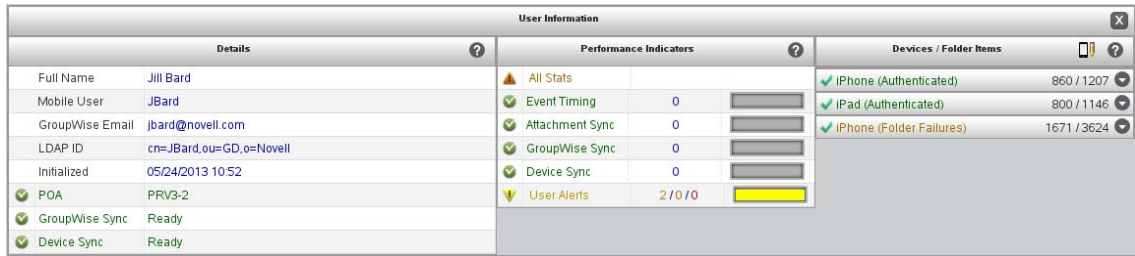 User Information X
Details ?
Performance Indicators ?
Devices / Folder Items ?
Full Name Jill Bard
Mobile User JBard
GroupWise Email jbard@novell.com
LDAP ID cn=JBard,ou=GD,o=Novell
Initialized 05/24/2013 10:52
POA PRV3-2
GroupWise Sync Ready
Device Sync Ready
All Stats
Event Timing 0
Attachment Sync 0
GroupWise Sync 0
Device Sync 0
User Alerts 2 / 0 / 0
iPhone (Authenticated) 860 / 1207
iPad (Authenticated) 800 / 1146
iPhone (Folder Failures) 1671 / 3624